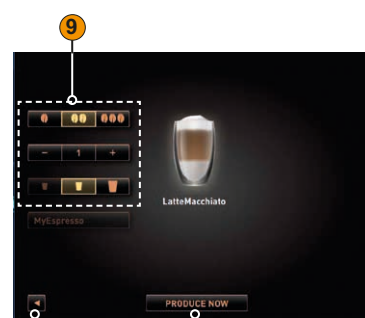 9
- 1 +
LatteMacchiato
MyEspresso
PRODUCE NOW